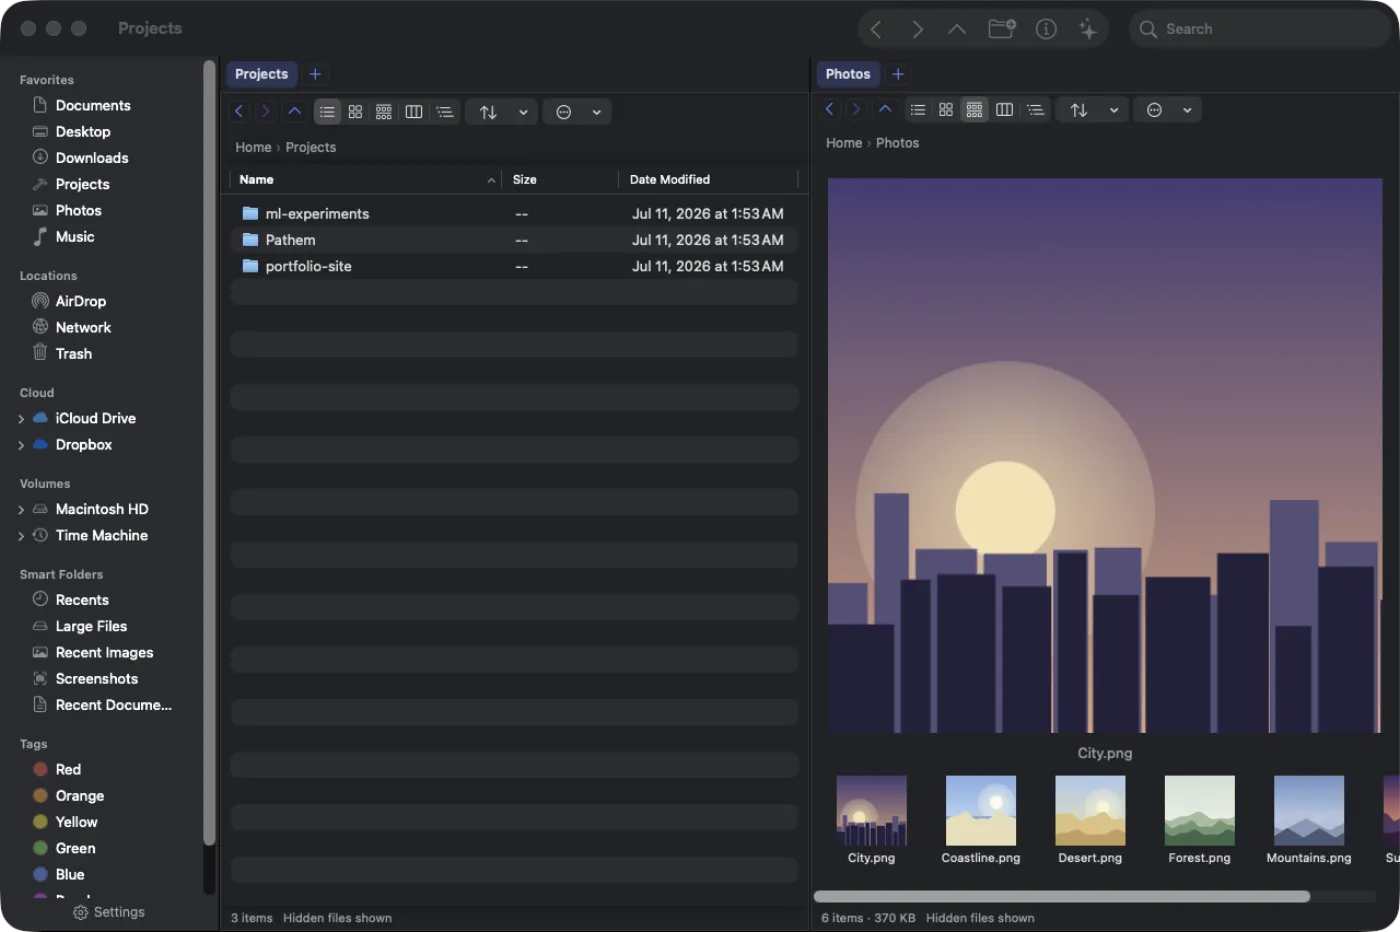 Projects
Search
Favorites
Documents
Desktop
Downloads
Projects
Photos
Music
Locations
AirDrop
Network
Trash
Cloud
iCloud Drive
Dropbox
Volumes
Macintosh HD
Time Machine
Smart Folders
Recents
Large Files
Recent Images
Screenshots
Recent Docume...
Tags
Red
Orange
Yellow
Green
Blue
Settings
Projects
Home › Projects
Name Size Date Modified
ml-experiments -- Jul 11, 2026 at 1:53 AM
Pathem -- Jul 11, 2026 at 1:53 AM
portfolio-site -- Jul 11, 2026 at 1:53 AM
3 items Hidden files shown
Photos
Home › Photos
City.png
City.png Coastline.png Desert.png Forest.png Mountains.png Su
6 items · 370 KB Hidden files shown